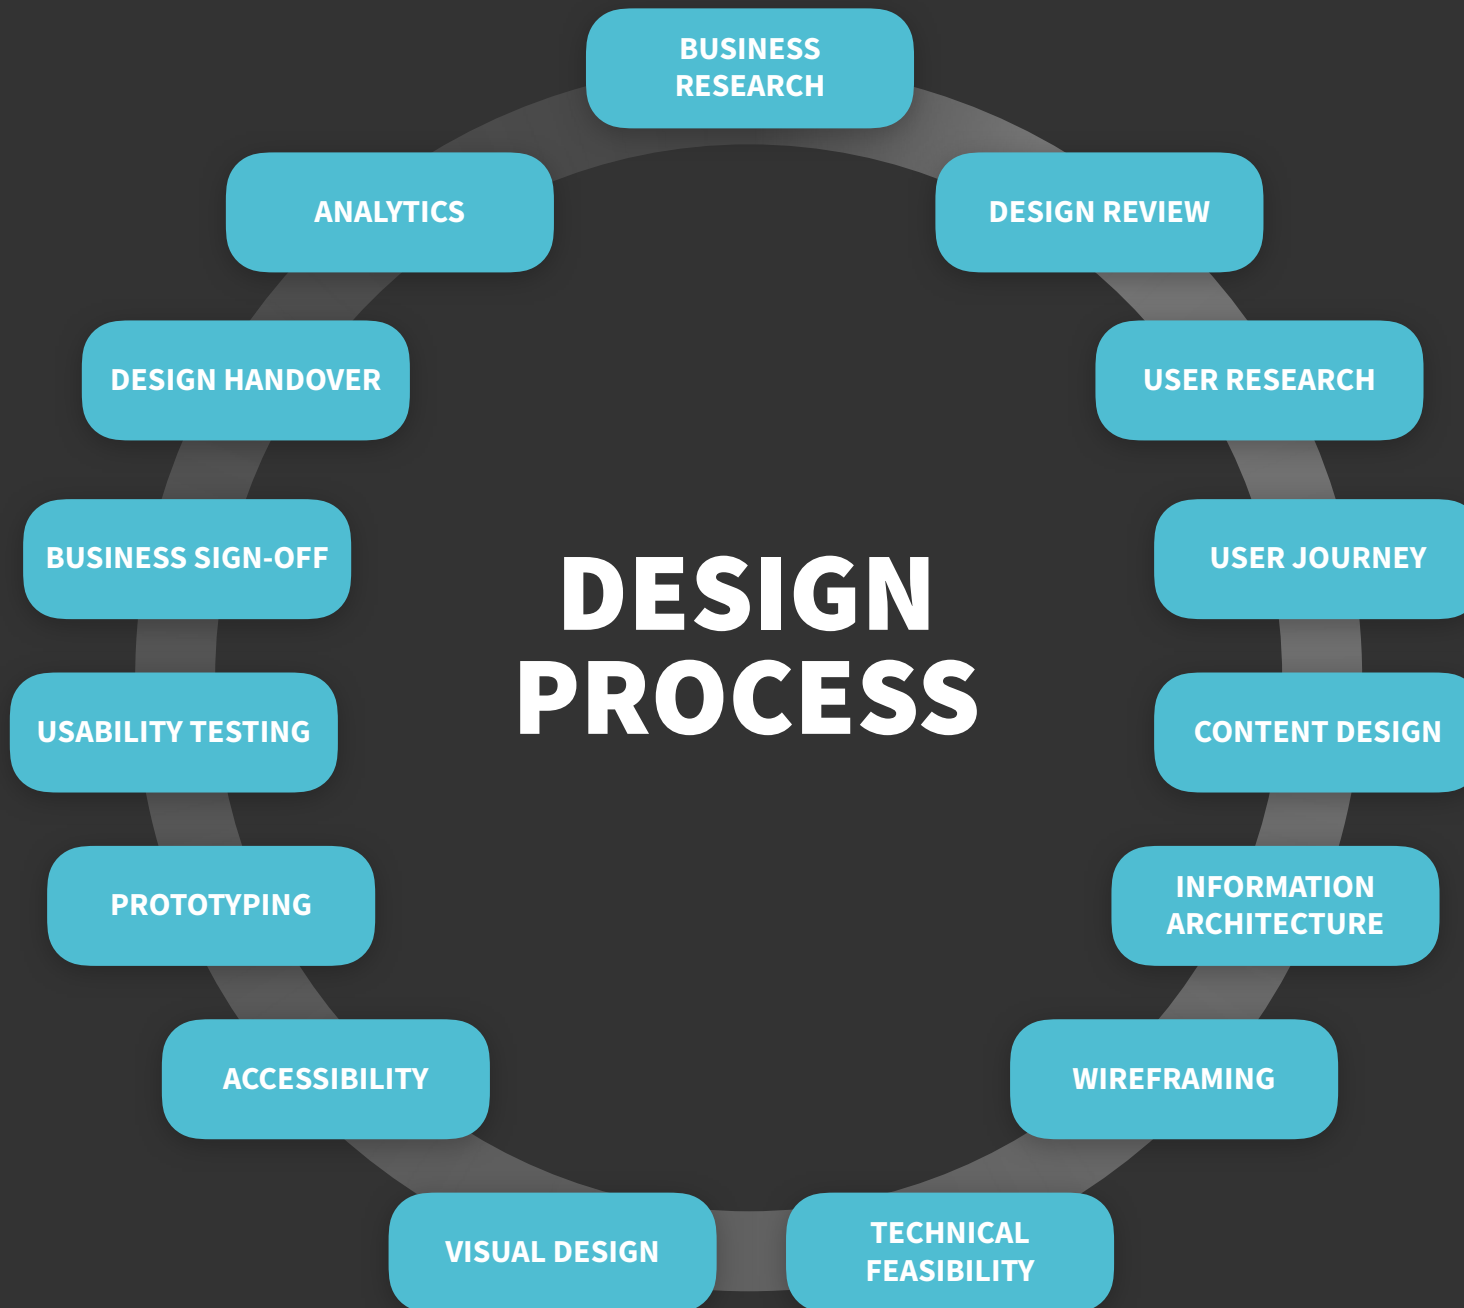 BUSINESS
RESEARCH
ANALYTICS
DESIGN REVIEW
DESIGN HANDOVER
USER RESEARCH
BUSINESS SIGN-OFF
USER JOURNEY
DESIGN
PROCESS
USABILITY TESTING
CONTENT DESIGN
PROTOTYPING
INFORMATION
ARCHITECTURE
ACCESSIBILITY
WIREFRAMING
VISUAL DESIGN
TECHNICAL
FEASIBILITY